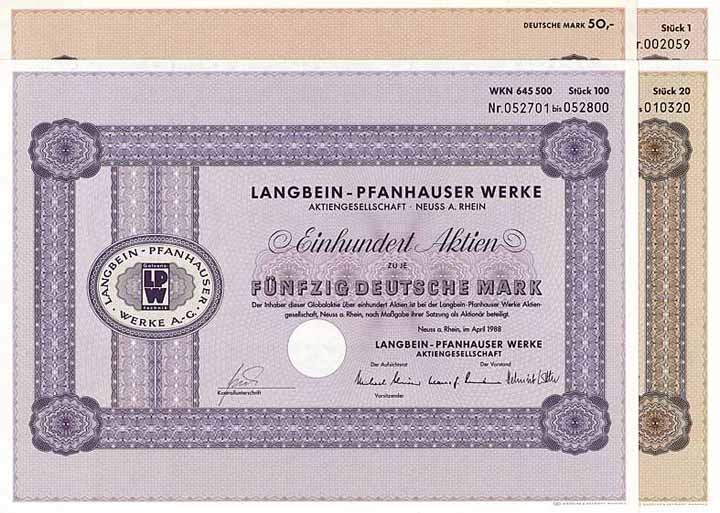 DEUTSCHE MARK 50,-
Stück 1
Nr.002059
WKN 645 500 Stück 100
Nr.052701 bis 052800
Stück 20
bis 010320
LANGBEIN-PFANHAUSER WERKE
AKTIENGESELLSCHAFT · NEUSS A. RHEIN
Einhundert Aktien
ZU JE
FÜNFZIG DEUTSCHE MARK
Der Inhaber dieser Globalaktie über einhundert Aktien ist bei der Langbein-Pfanhauser Werke Aktien-
gesellschaft, Neuss a. Rhein, nach Maßgabe ihrer Satzung als Aktionär beteiligt.
Neuss a. Rhein, im April 1988
LANGBEIN-PFANHAUSER WERKE
AKTIENGESELLSCHAFT
Der Aufsichtsrat Der Vorstand
Vorsitzender
Kontrollunterschrift
LANGBEIN-PFANHAUSER
Galvano
LPW
Technik
WERKE A.-G.